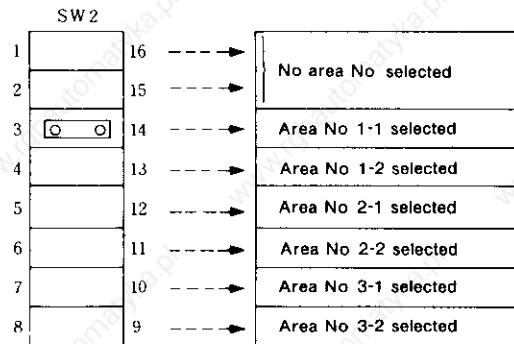 SW2
1 16
No area No selected
2 15
3 14 Area No 1-1 selected
4 13 Area No 1-2 selected
5 12 Area No 2-1 selected
6 11 Area No 2-2 selected
7 10 Area No 3-1 selected
8 9 Area No 3-2 selected